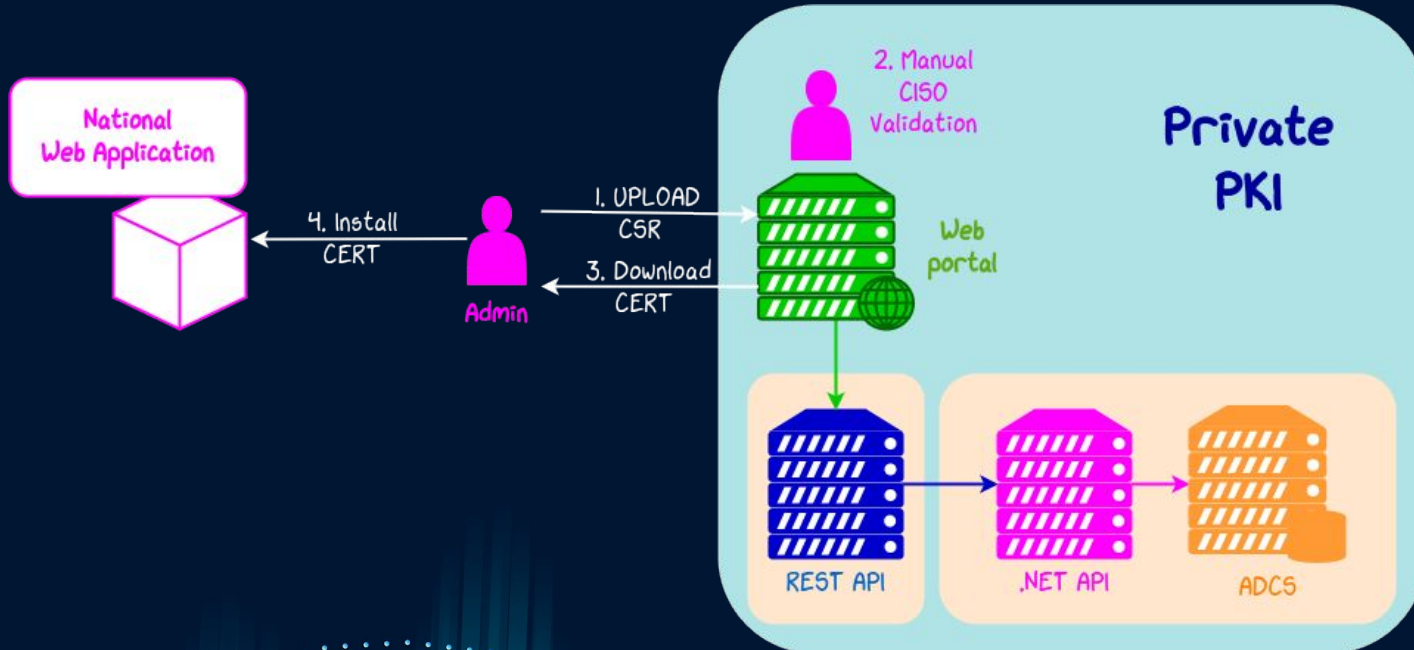 National
Web Application
4. Install
CERT
Admin
1. UPLOAD
CSR
3. Download
CERT
2. Manual
CISO
Validation
Private
PKI
Web
portal
REST API
.NET API
ADCS